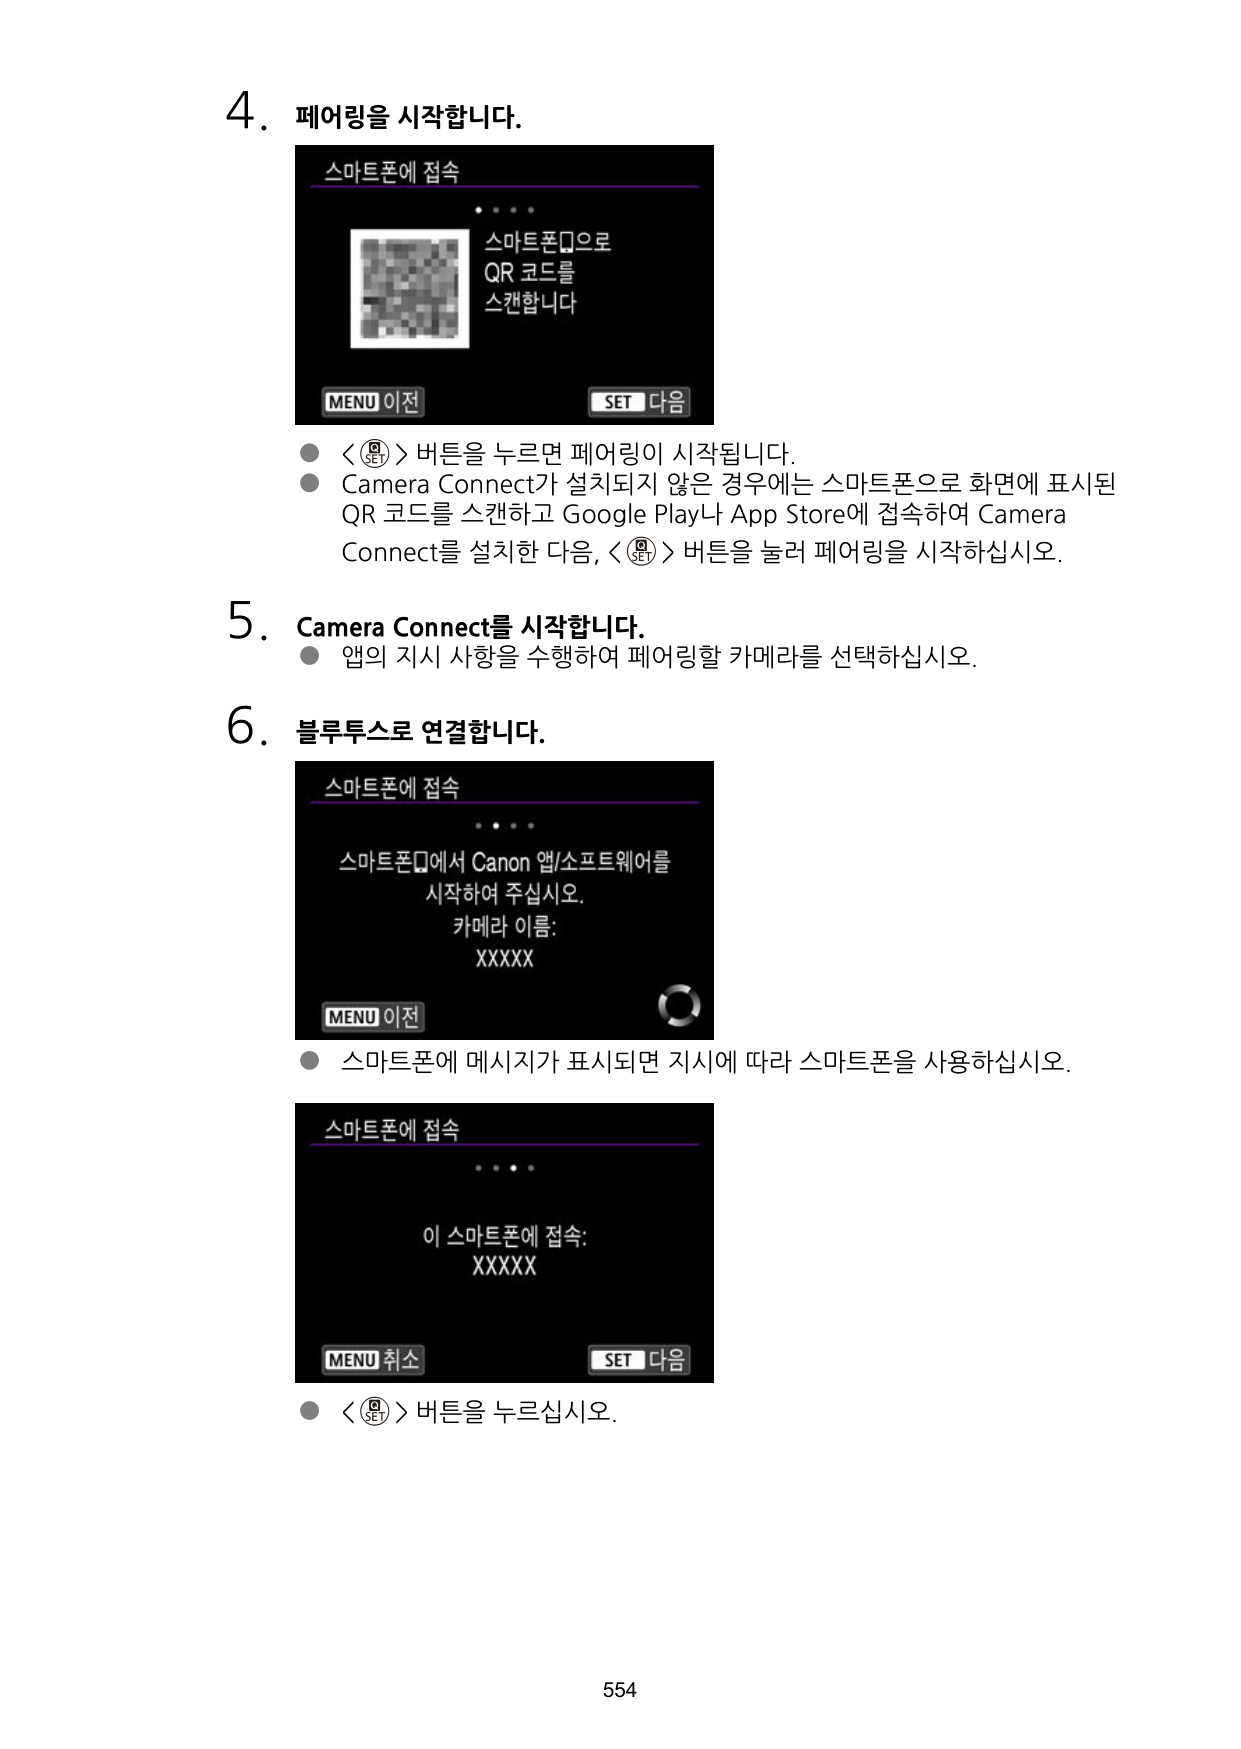 4. 페어링을 시작합니다.
스마트폰에 접속
스마트폰으로
QR 코드를
스캔합니다
MENU 이전
SET 다음
● < Q SET > 버튼을 누르면 페어링이 시작됩니다.
● Camera Connect가 설치되지 않은 경우에는 스마트폰으로 화면에 표시된
QR 코드를 스캔하고 Google Play나 App Store에 접속하여 Camera
Connect를 설치한 다음, < Q SET > 버튼을 눌러 페어링을 시작하십시오.
5. Camera Connect를 시작합니다.
● 앱의 지시 사항을 수행하여 페어링할 카메라를 선택하십시오.
6. 블루투스로 연결합니다.
스마트폰에 접속
스마트폰에서 Canon 앱/소프트웨어를
시작하여 주십시오.
카메라 이름:
XXXXX
MENU 이전
● 스마트폰에 메시지가 표시되면 지시에 따라 스마트폰을 사용하십시오.
스마트폰에 접속
이 스마트폰에 접속:
XXXXX
MENU 취소
SET 다음
● < Q SET > 버튼을 누르십시오.
554